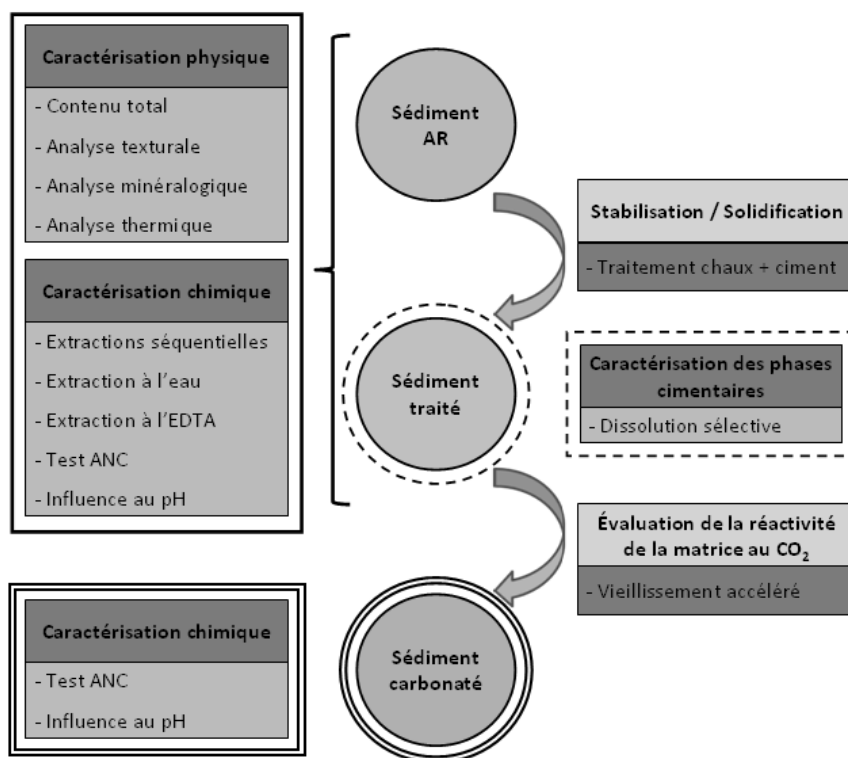 Caractérisation physique
- Contenu total
- Analyse texturale
- Analyse minéralogique
- Analyse thermique
Caractérisation chimique
- Extractions séquentielles
- Extraction à l'eau
- Extraction à l'EDTA
- Test ANC
- Influence au pH
Caractérisation chimique
- Test ANC
- Influence au pH
Sédiment
AR
Sédiment
traité
Sédiment
carbonaté
Stabilisation / Solidification
- Traitement chaux + ciment
Caractérisation des phases
cimentaires
- Dissolution sélective
Évaluation de la réactivité
de la matrice au CO₂
- Vieillissement accéléré